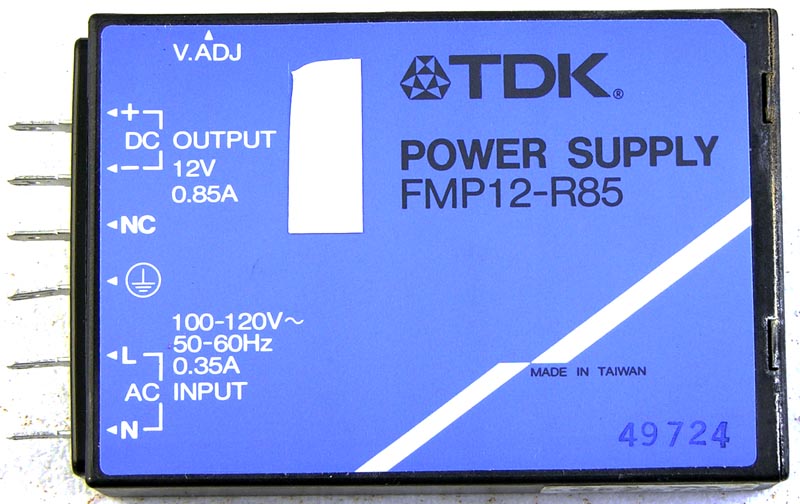 V.ADJ
TDK®
+
DC OUTPUT
POWER SUPPLY
12V
−
FMP12-R85
0.85A
NC
100-120V~
50-60Hz
L
0.35A
MADE IN TAIWAN
AC INPUT
N
49724